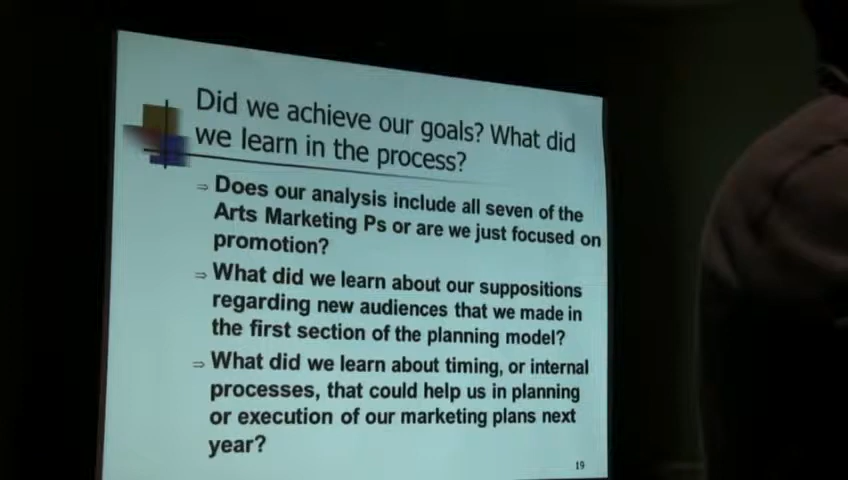 Did we achieve our goals? What did
we learn in the process?
⇒ Does our analysis include all seven of the
Arts Marketing Ps or are we just focused on
promotion?
⇒ What did we learn about our suppositions
regarding new audiences that we made in
the first section of the planning model?
⇒ What did we learn about timing, or internal
processes, that could help us in planning
or execution of our marketing plans next
year?
19